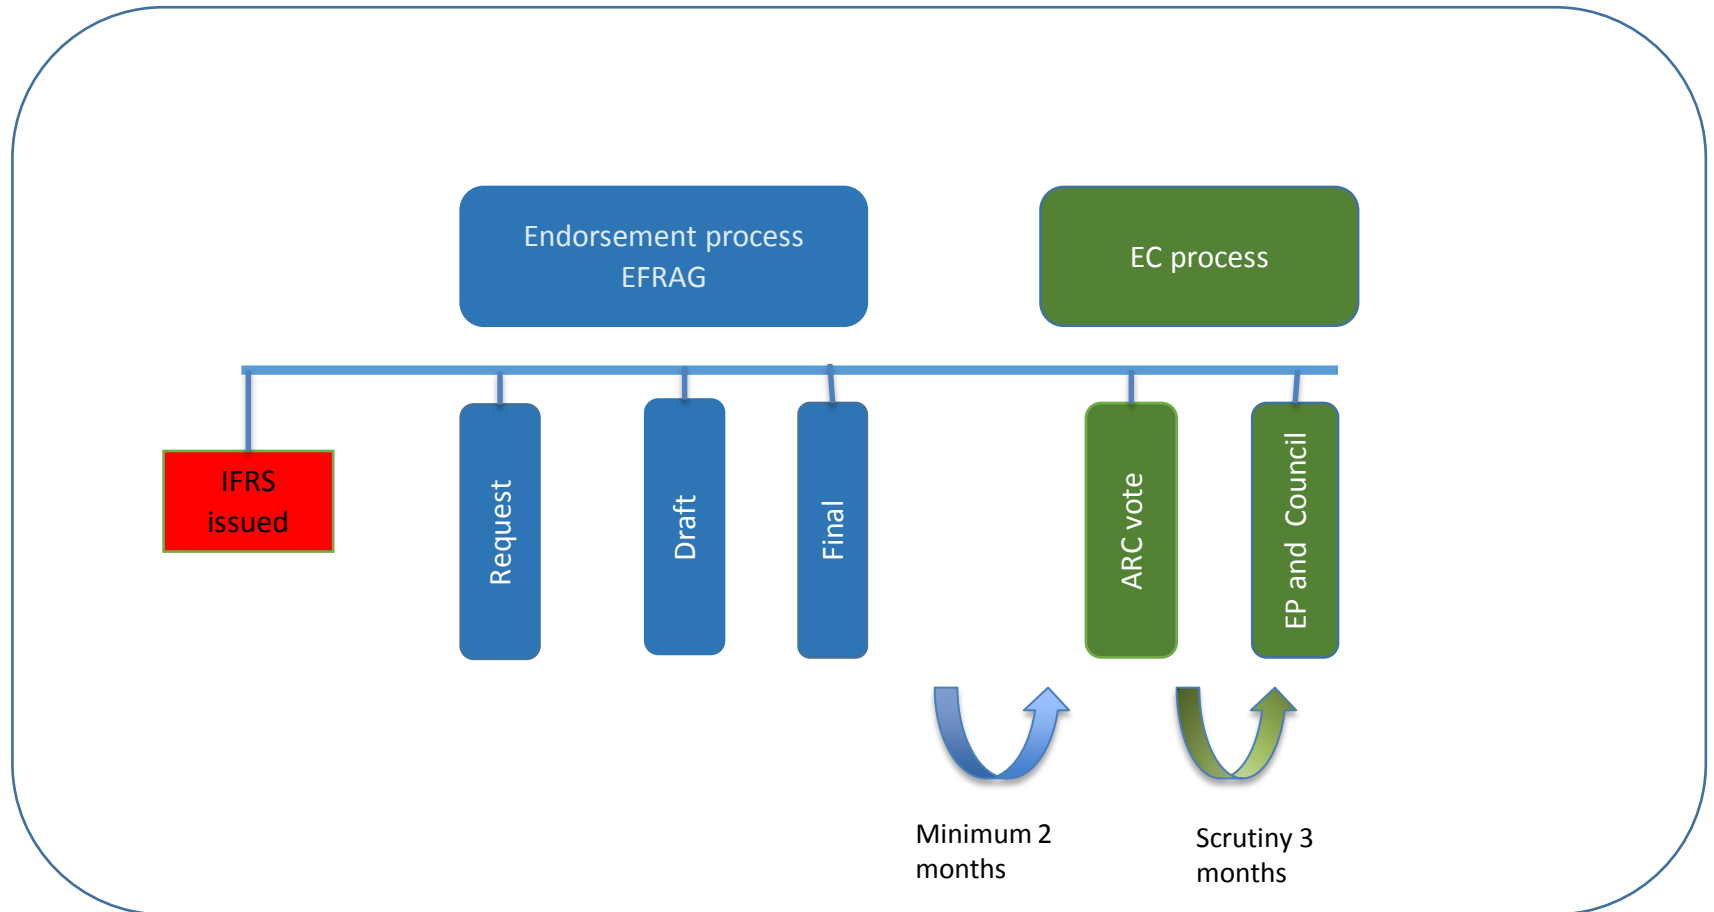 Endorsement process
EFRAG
EC process
IFRS
issued
Request
Draft
Final
ARC vote
EP and Council
Minimum 2
months
Scrutiny 3
months